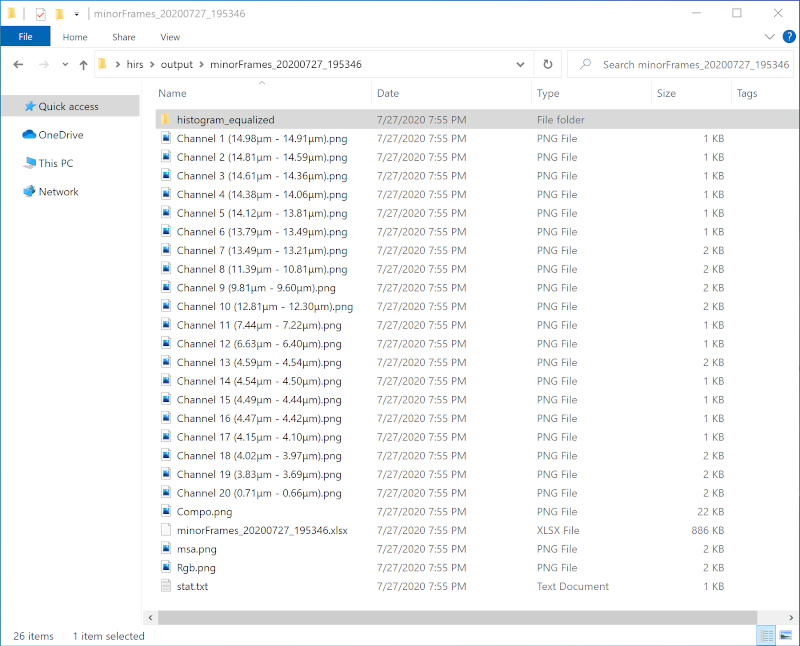 minorFrames_20200727_195346
File Home Share View
hirs output minorFrames_20200727_195346 Search minorFrames_20200727_195346
Name Date Type Size Tags
Quick access
OneDrive
This PC
Network
histogram_equalized 7/27/2020 7:55 PM File folder
Channel 1 (14.98µm - 14.91µm).png 7/27/2020 7:55 PM PNG File 1 KB
Channel 2 (14.81µm - 14.59µm).png 7/27/2020 7:55 PM PNG File 1 KB
Channel 3 (14.61µm - 14.36µm).png 7/27/2020 7:55 PM PNG File 1 KB
Channel 4 (14.38µm - 14.06µm).png 7/27/2020 7:55 PM PNG File 1 KB
Channel 5 (14.12µm - 13.81µm).png 7/27/2020 7:55 PM PNG File 1 KB
Channel 6 (13.79µm - 13.49µm).png 7/27/2020 7:55 PM PNG File 1 KB
Channel 7 (13.49µm - 13.21µm).png 7/27/2020 7:55 PM PNG File 2 KB
Channel 8 (11.39µm - 10.81µm).png 7/27/2020 7:55 PM PNG File 2 KB
Channel 9 (9.81µm - 9.60µm).png 7/27/2020 7:55 PM PNG File 2 KB
Channel 10 (12.81µm - 12.30µm).png 7/27/2020 7:55 PM PNG File 2 KB
Channel 11 (7.44µm - 7.22µm).png 7/27/2020 7:55 PM PNG File 1 KB
Channel 12 (6.63µm - 6.40µm).png 7/27/2020 7:55 PM PNG File 1 KB
Channel 13 (4.59µm - 4.54µm).png 7/27/2020 7:55 PM PNG File 2 KB
Channel 14 (4.54µm - 4.50µm).png 7/27/2020 7:55 PM PNG File 1 KB
Channel 15 (4.49µm - 4.44µm).png 7/27/2020 7:55 PM PNG File 1 KB
Channel 16 (4.47µm - 4.42µm).png 7/27/2020 7:55 PM PNG File 1 KB
Channel 17 (4.15µm - 4.10µm).png 7/27/2020 7:55 PM PNG File 1 KB
Channel 18 (4.02µm - 3.97µm).png 7/27/2020 7:55 PM PNG File 2 KB
Channel 19 (3.83µm - 3.69µm).png 7/27/2020 7:55 PM PNG File 2 KB
Channel 20 (0.71µm - 0.66µm).png 7/27/2020 7:55 PM PNG File 2 KB
Compo.png 7/27/2020 7:55 PM PNG File 22 KB
minorFrames_20200727_195346.xlsx 7/27/2020 7:55 PM XLSX File 886 KB
msa.png 7/27/2020 7:55 PM PNG File 2 KB
Rgb.png 7/27/2020 7:55 PM PNG File 2 KB
stat.txt 7/27/2020 7:55 PM Text Document 1 KB
26 items 1 item selected